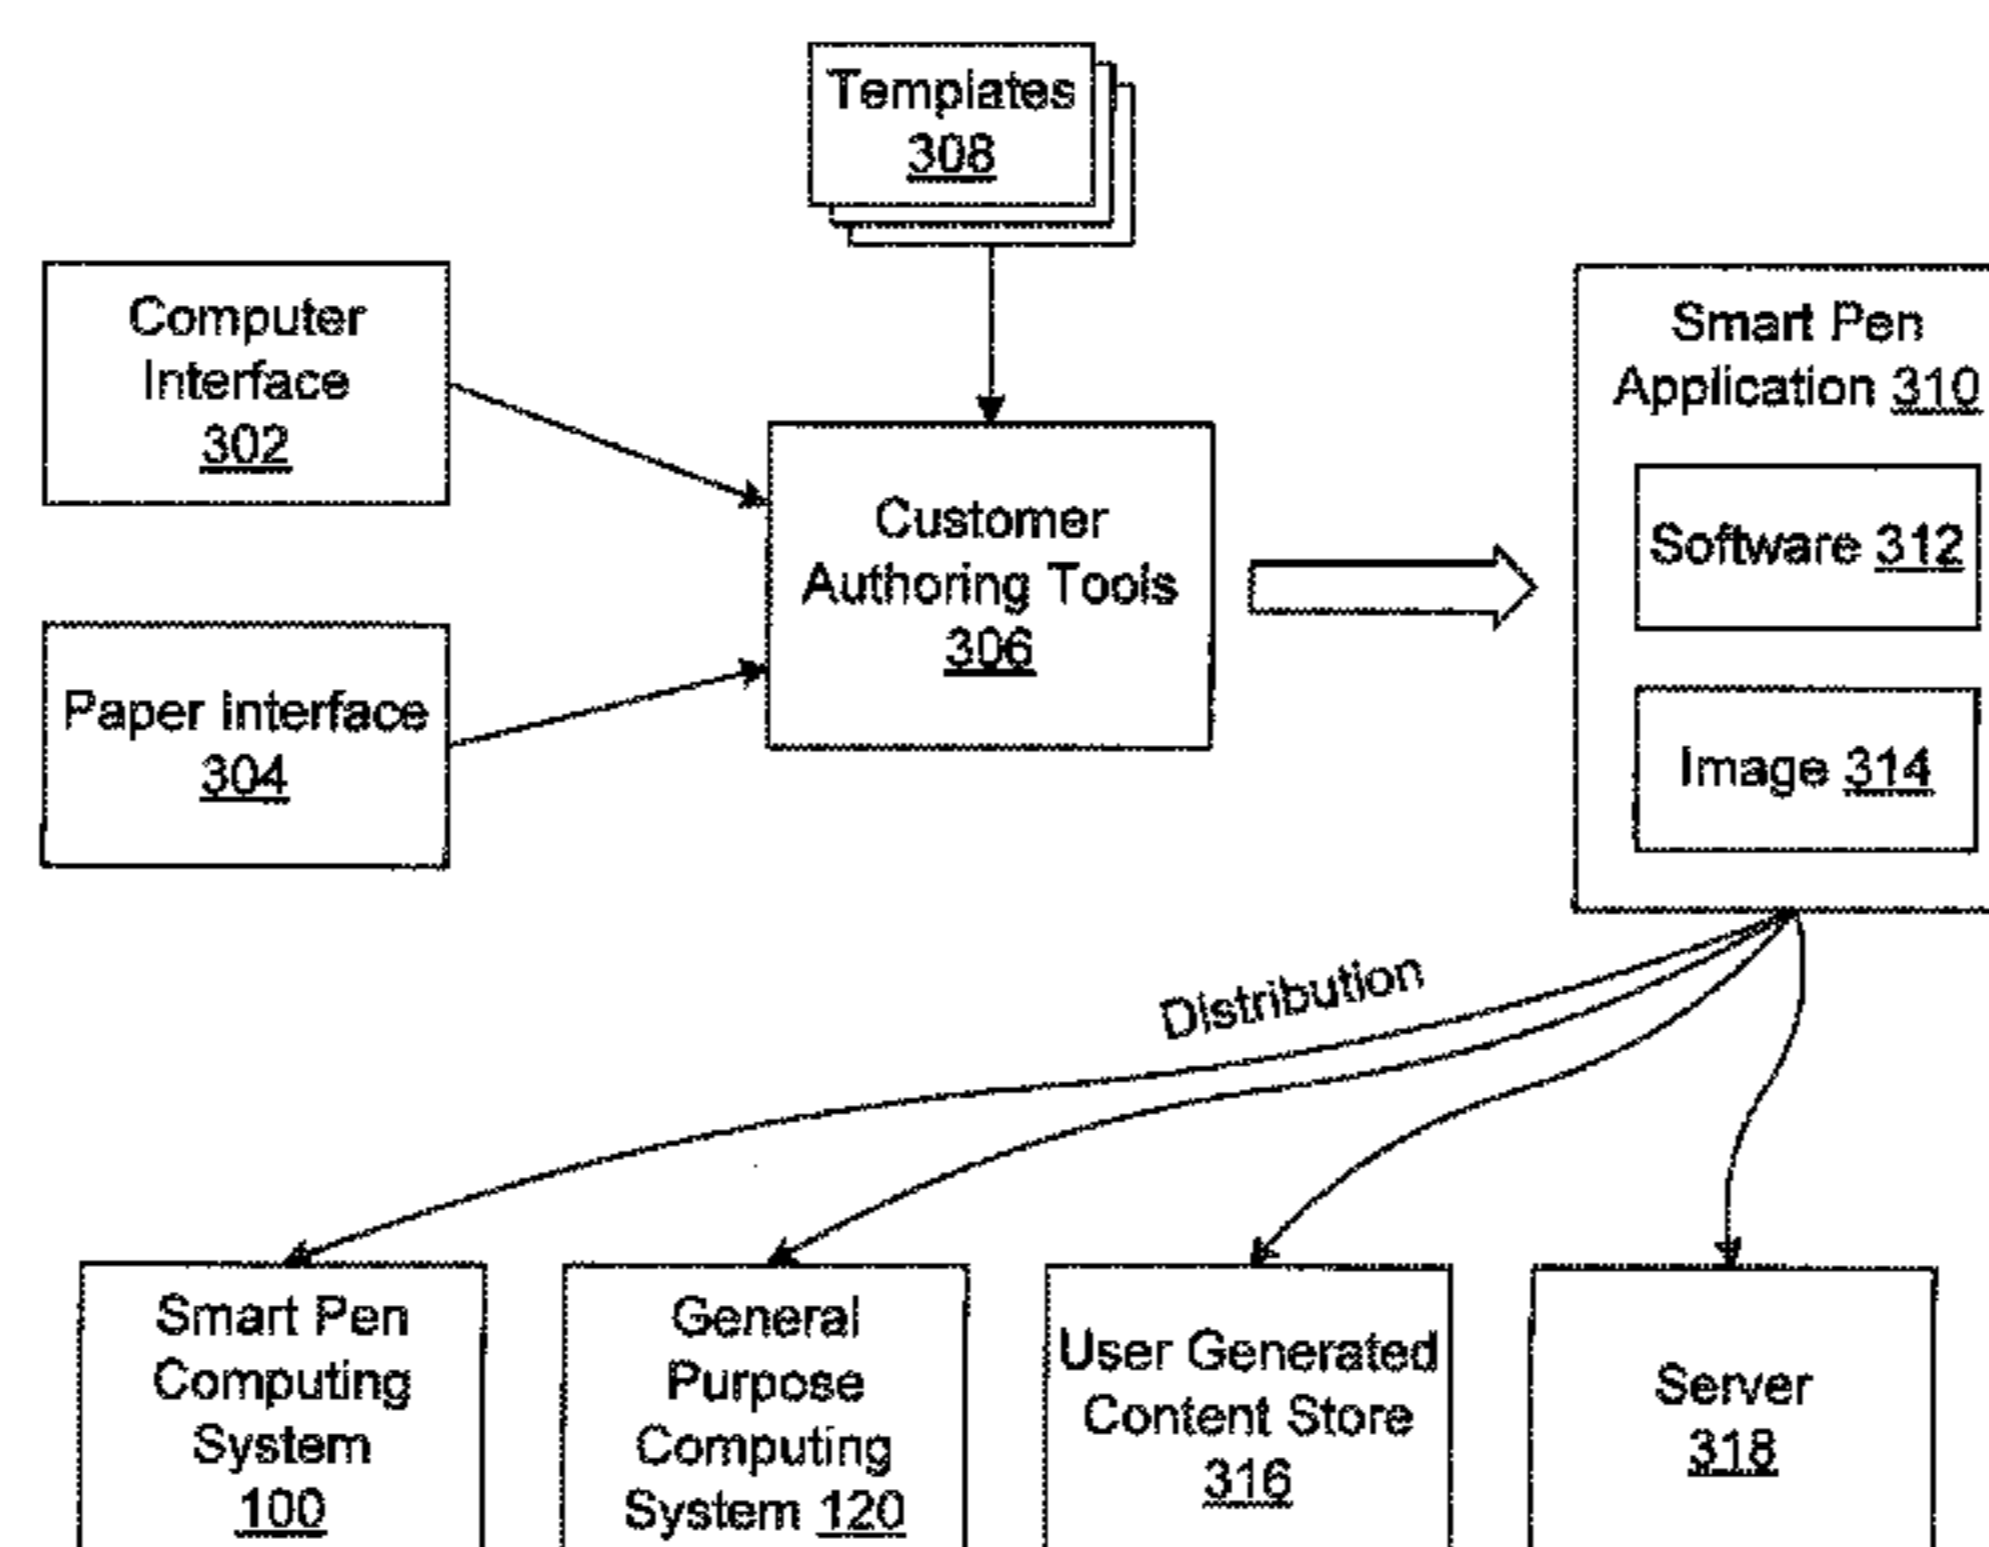 Templates
308
Computer
Interface
302
Smart Pen
Application 310
Customer
Authoring Tools
306
Software 312
Paper Interface
304
Image 314
Distribution
Smart Pen
Computing
System
100
General
Purpose
Computing
System 120
User Generated
Content Store
316
Server
318